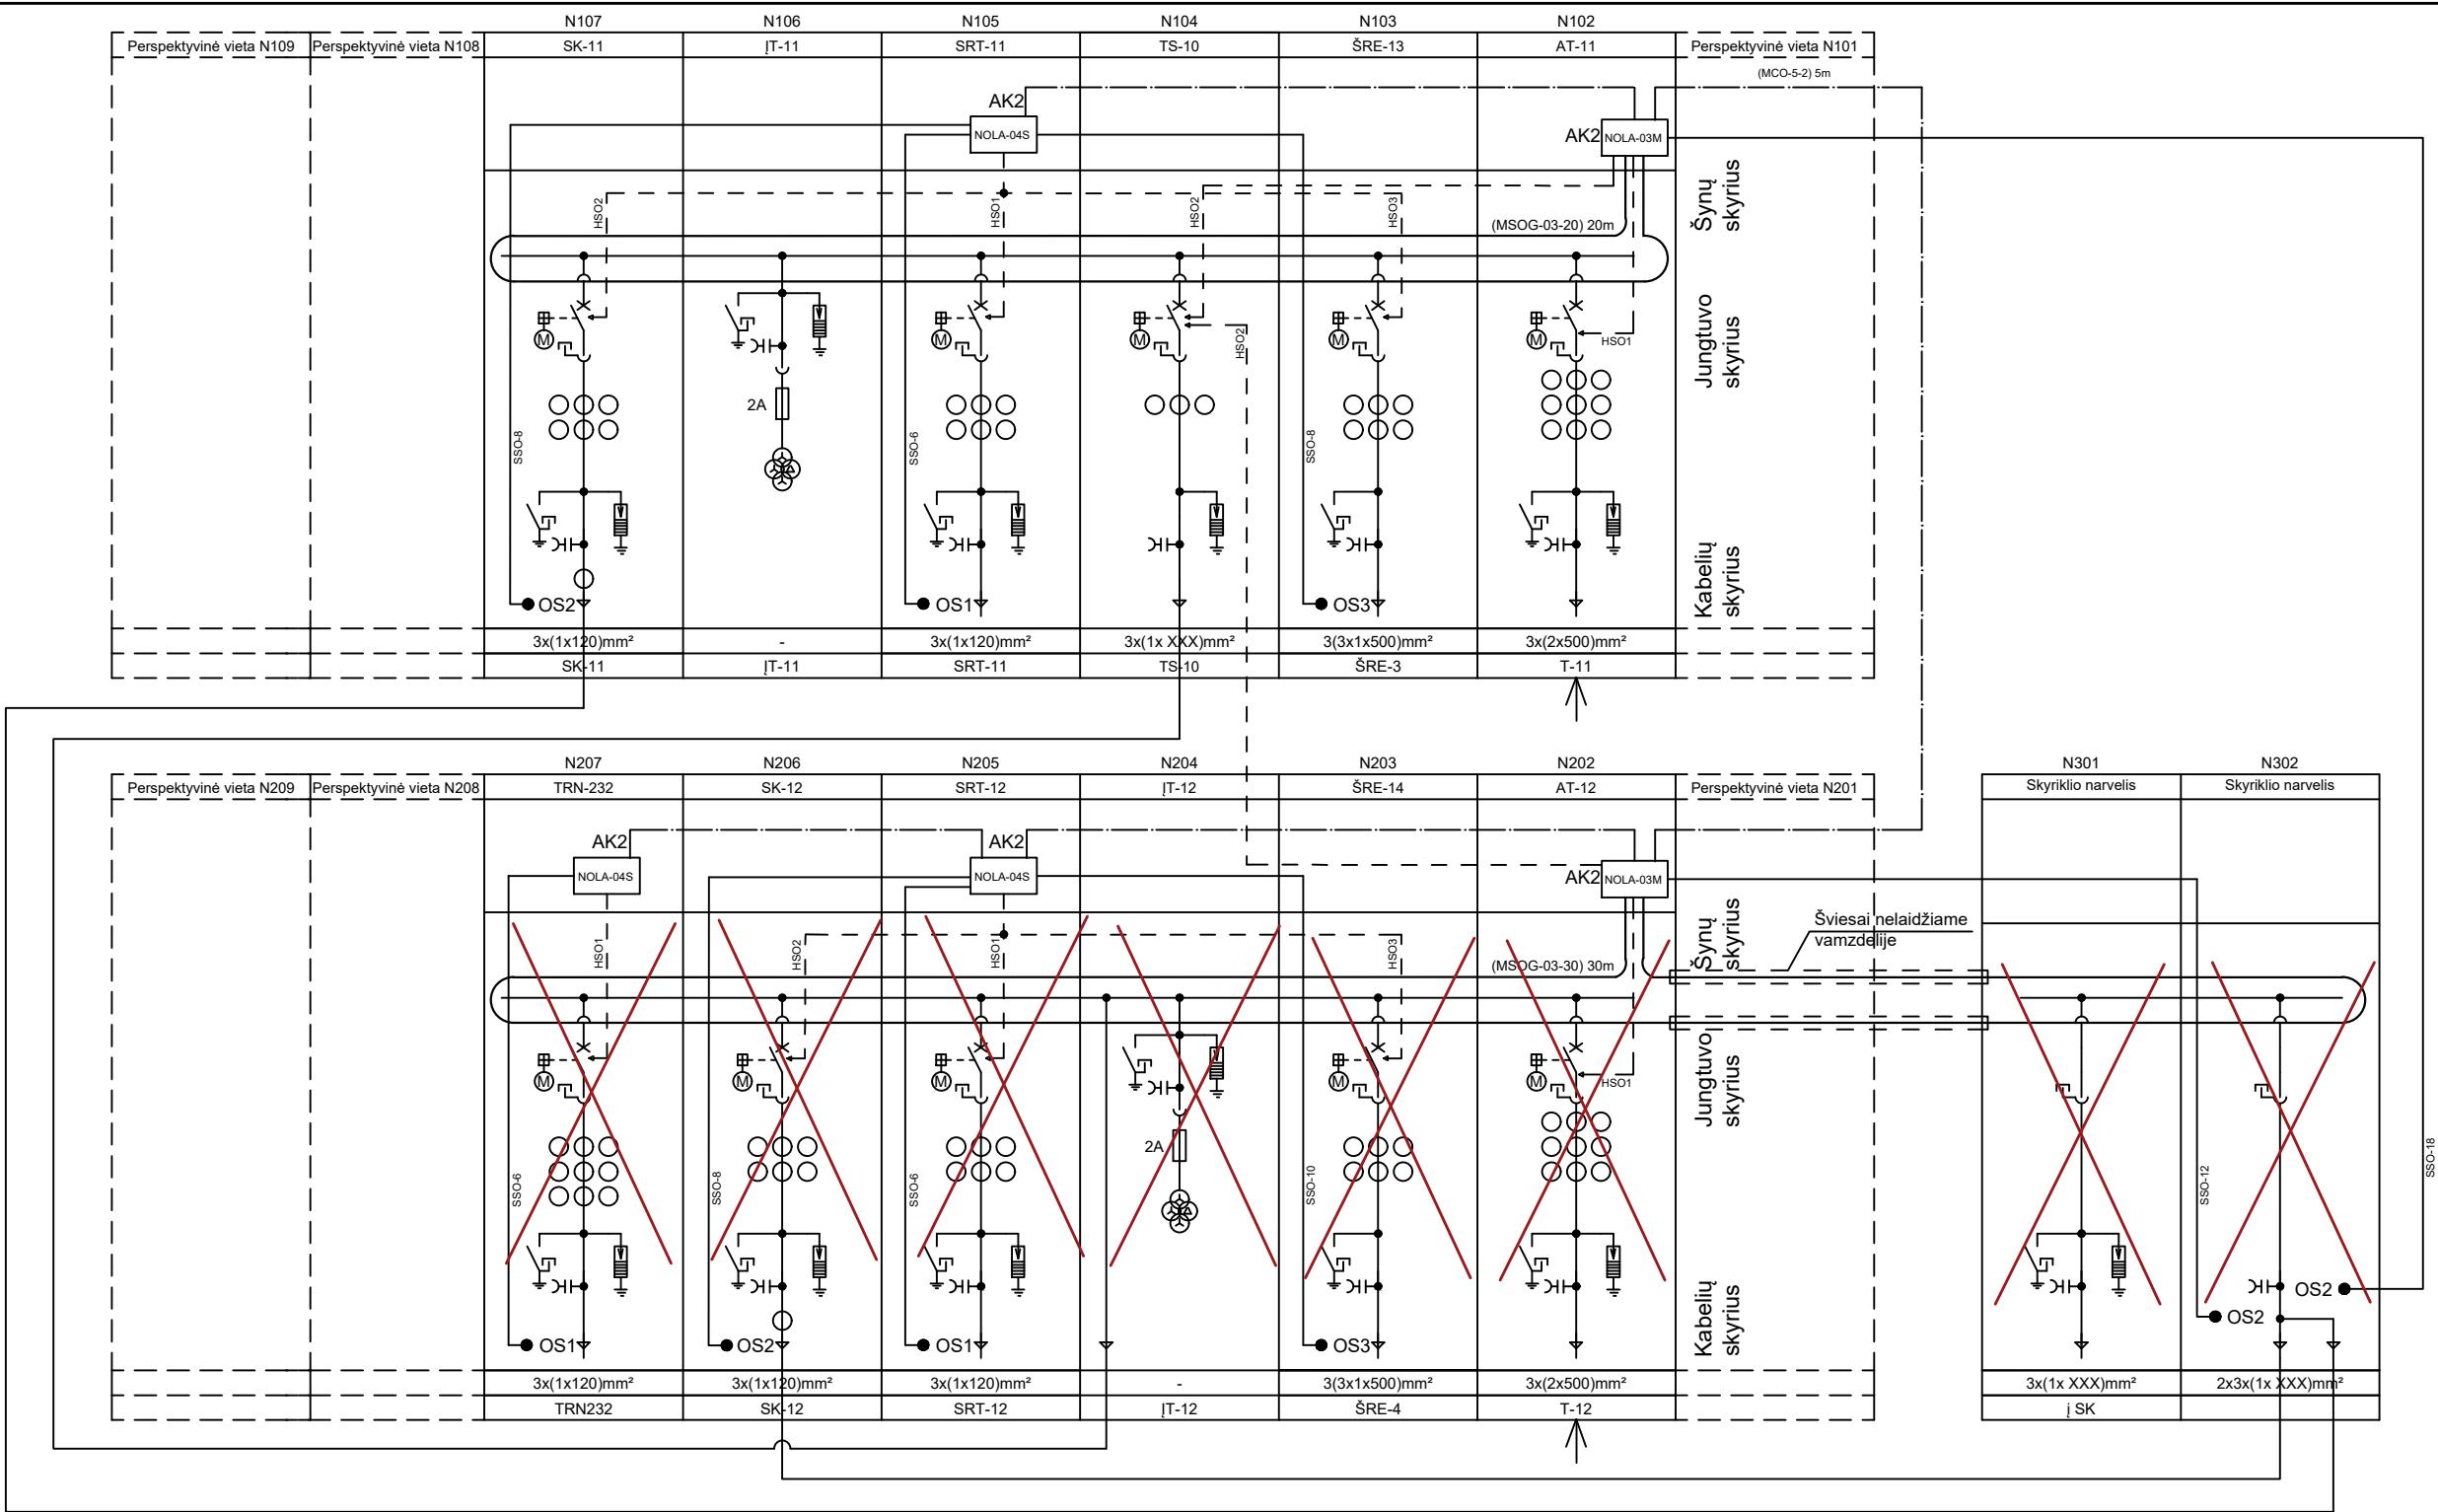 N107 N106 N105 N104 N103 N102
Perspektyvinė vieta N109 Perspektyvinė vieta N108 SK-11 ĮT-11 SRT-11 TS-10 ŠRE-13 AT-11 Perspektyvinė vieta N101
(MCO-5-2) 5m
AK2
NOLA-04S
AK2 NOLA-03M
Šynų
skyrius
HSO2 HSO1 HSO2 HSO3
(MSOG-03-20) 20m
Jungtuvo
skyrius
M M M M M
HSO2 HSO1
2A
SSO-8 SSO-6 SSO-8
Kabelių
skyrius
OS2 OS1 OS3
3x(1x120)mm² - 3x(1x120)mm² 3x(1x XXX)mm² 3(3x1x500)mm² 3x(2x500)mm²
SK-11 ĮT-11 SRT-11 TS-10 ŠRE-3 T-11
N207 N206 N205 N204 N203 N202 N301 N302
Perspektyvinė vieta N209 Perspektyvinė vieta N208 TRN-232 SK-12 SRT-12 ĮT-12 ŠRE-14 AT-12 Perspektyvinė vieta N201 Skyriklio narvelis Skyriklio narvelis
AK2 AK2
NOLA-04S NOLA-04S AK2 NOLA-03M
Šynų
skyrius
Šviesai nelaidžiame
vamzdelije
HSO1 HSO2 HSO1 HSO3
(MSOG-03-30) 30m
Jungtuvo
skyrius
M M M M M
HSO1
2A
SSO-6 SSO-8 SSO-6 SSO-10 SSO-12 SSO-18
Kabelių
skyrius
OS2
OS2
OS1 OS2 OS1 OS3
3x(1x120)mm² 3x(1x120)mm² 3x(1x120)mm² - 3(3x1x500)mm² 3x(2x500)mm² 3x(1x XXX)mm² 2x3x(1x XXX)mm²
TRN232 SK-12 SRT-12 ĮT-12 ŠRE-4 T-12 į SK